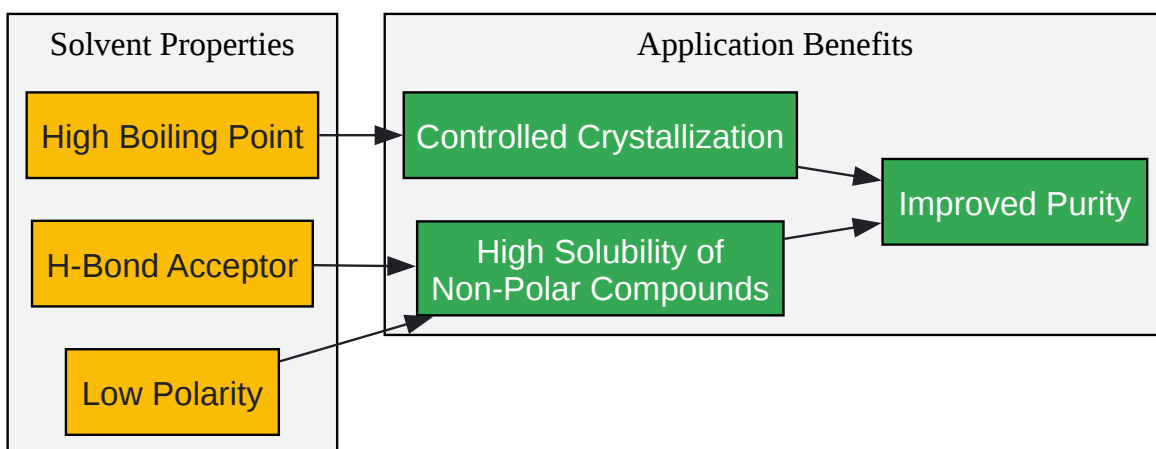 Solvent Properties
High Boiling Point
H-Bond Acceptor
Low Polarity
Application Benefits
Controlled Crystallization
High Solubility of
Non-Polar Compounds
Improved Purity